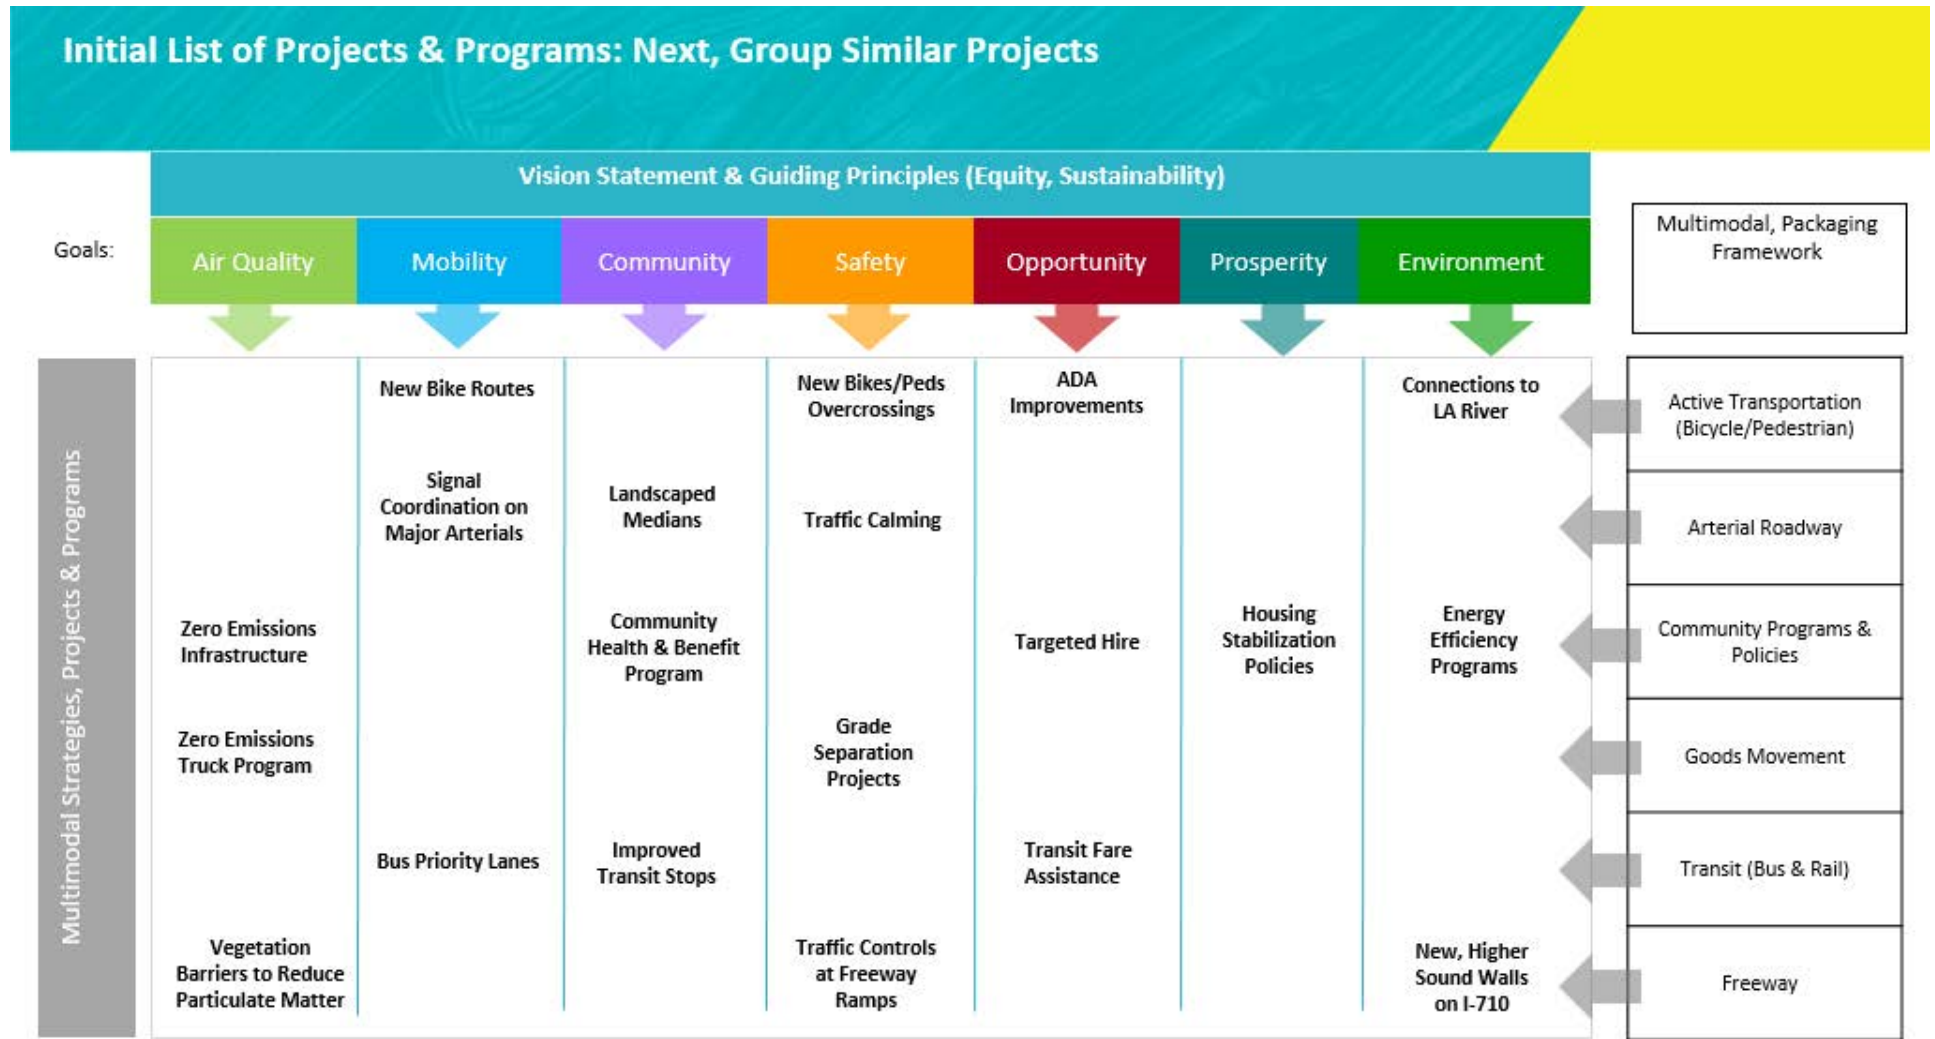 Initial List of Projects & Programs: Next, Group Similar Projects
Vision Statement & Guiding Principles (Equity, Sustainability)
Goals:
Air Quality
Mobility
Community
Safety
Opportunity
Prosperity
Environment
Multimodal, Packaging
Framework
Multimodal Strategies, Projects & Programs
New Bike Routes
New Bikes/Peds
Overcrossings
ADA
Improvements
Connections to
LA River
Active Transportation
(Bicycle/Pedestrian)
Signal
Coordination on
Major Arterials
Landscaped
Medians
Traffic Calming
Arterial Roadway
Zero Emissions
Infrastructure
Community
Health & Benefit
Program
Targeted Hire
Housing
Stabilization
Policies
Energy
Efficiency
Programs
Community Programs &
Policies
Zero Emissions
Truck Program
Grade
Separation
Projects
Goods Movement
Bus Priority Lanes
Improved
Transit Stops
Transit Fare
Assistance
Transit (Bus & Rail)
Vegetation
Barriers to Reduce
Particulate Matter
Traffic Controls
at Freeway
Ramps
New, Higher
Sound Walls
on I-710
Freeway